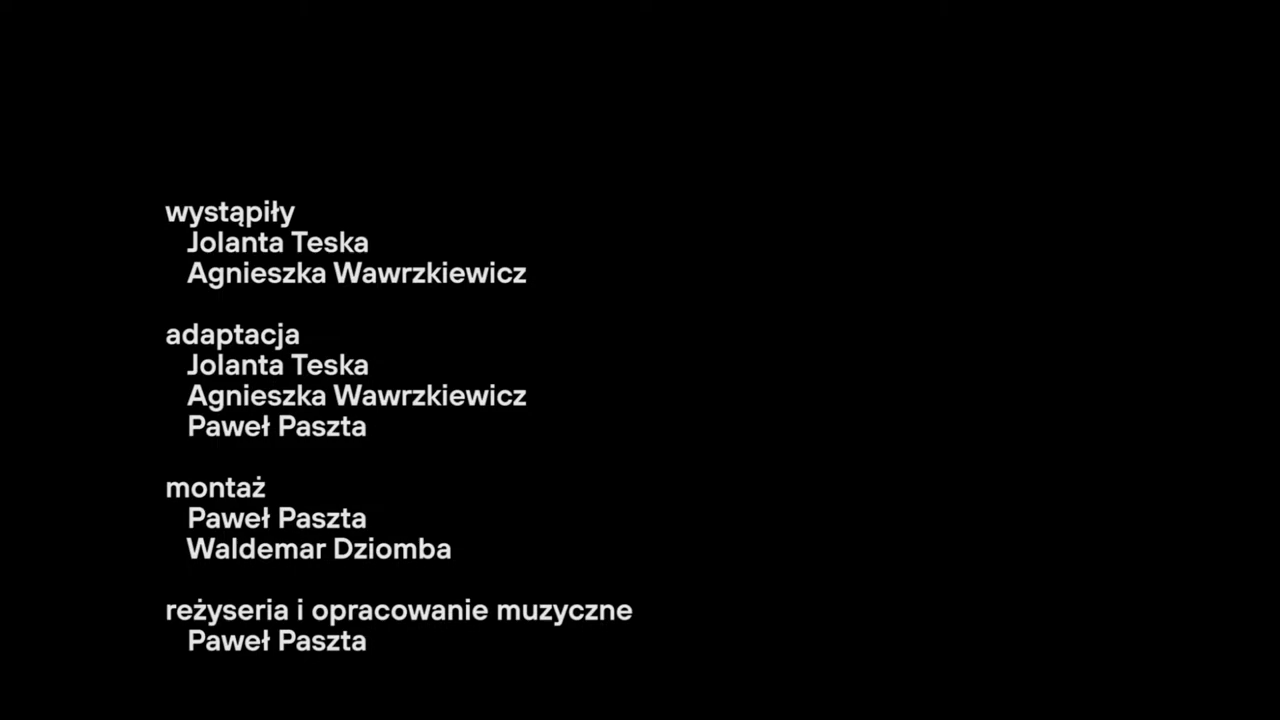 wystąpiły
Jolanta Teska
Agnieszka Wawrzkiewicz
adaptacja
Jolanta Teska
Agnieszka Wawrzkiewicz
Paweł Paszta
montaż
Paweł Paszta
Waldemar Dziomba
reżyseria i opracowanie muzyczne
Paweł Paszta